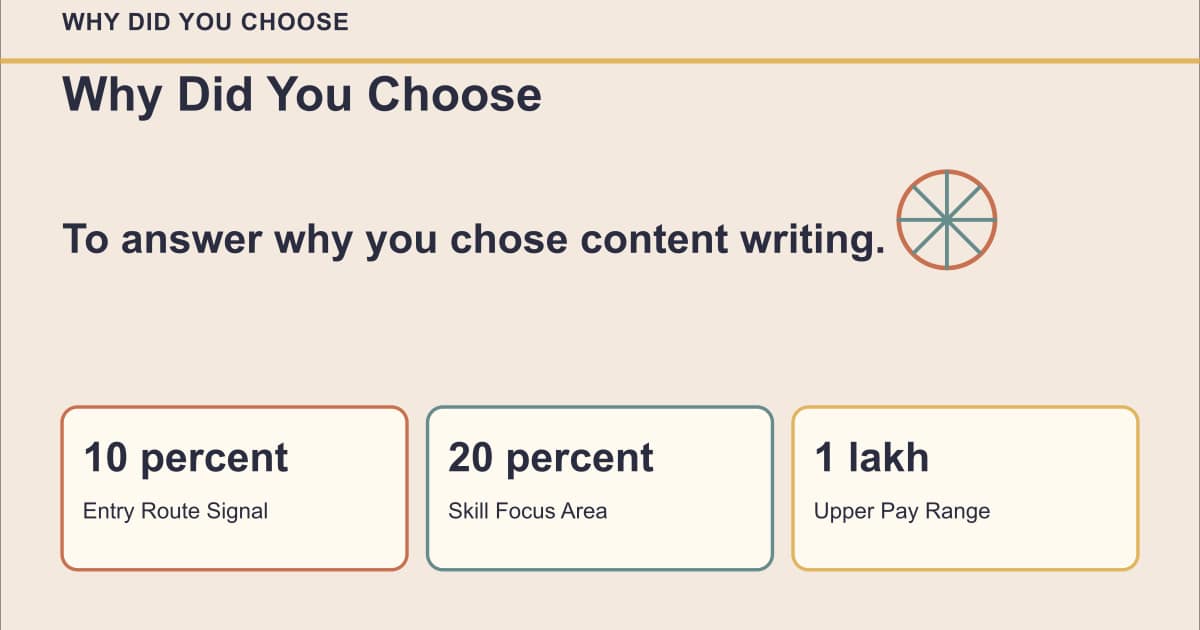 WHY DID YOU CHOOSE
Why Did You Choose
To answer why you chose content writing.
10 percent
Entry Route Signal
20 percent
Skill Focus Area
1 lakh
Upper Pay Range